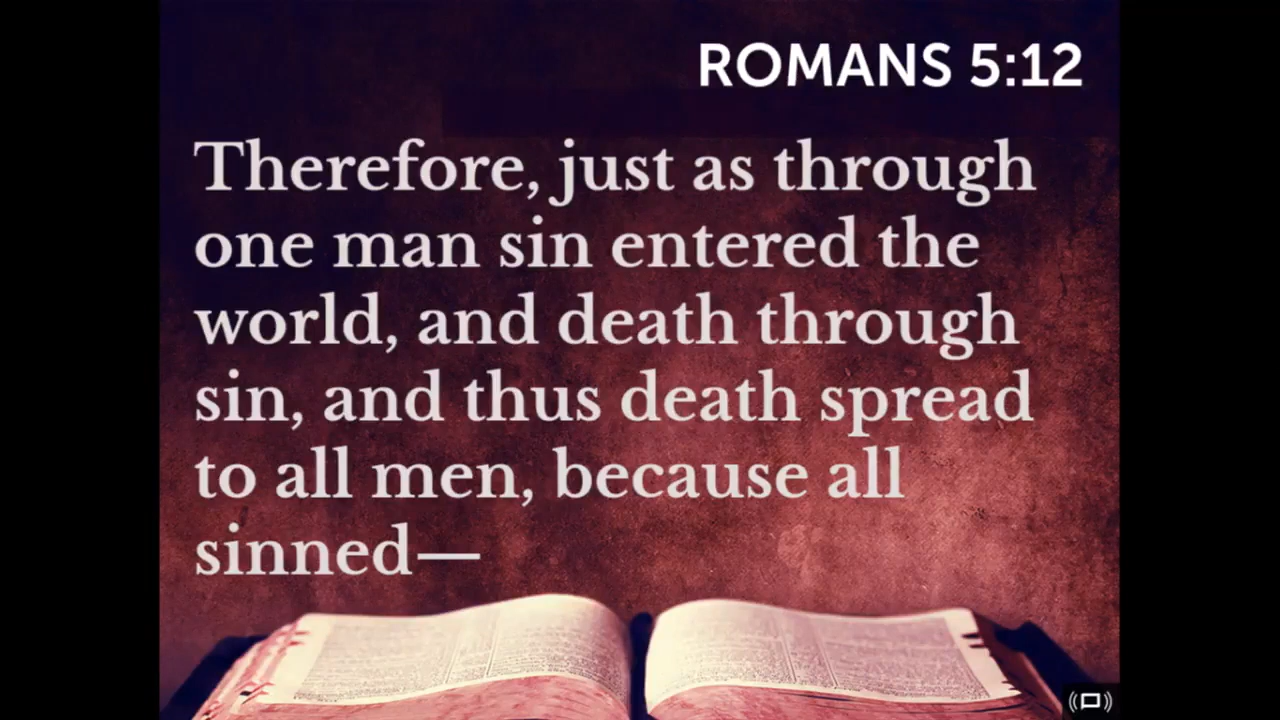 ROMANS 5:12
Therefore, just as through
one man sin entered the
world, and death through
sin, and thus death spread
to all men, because all
sinned—